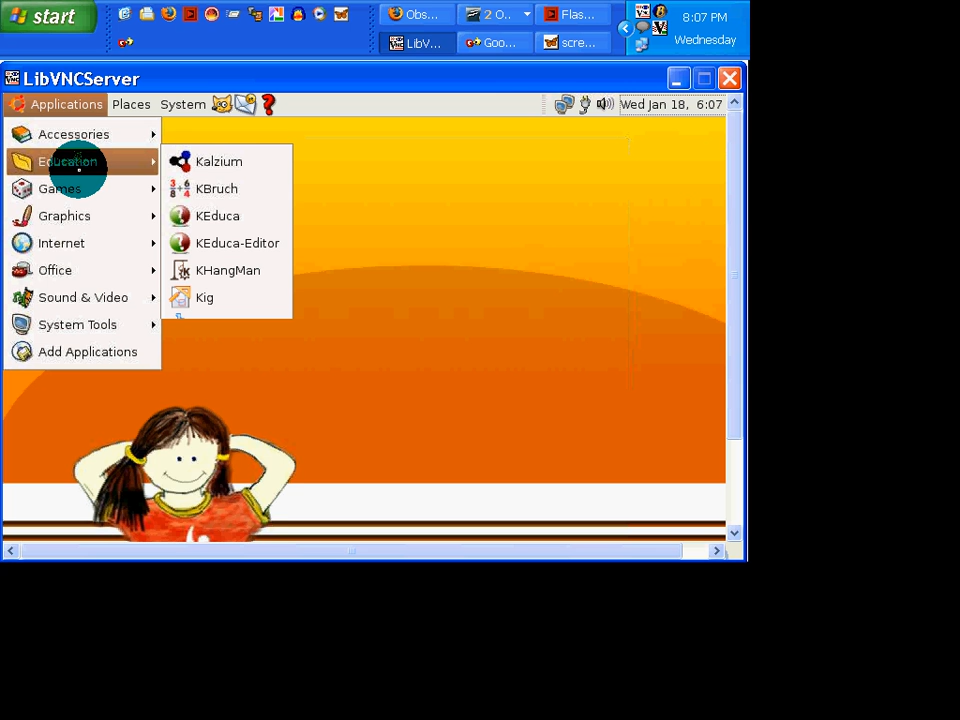 start
Obs...
2 O..
Flas...
8:07 PM
LibV...
Goo...
scre...
Wednesday
LibVNCServer
Applications Places System Wed Jan 18, 6:07
Accessories
Education
Games
Graphics
Internet
Office
Sound & Video
System Tools
Add Applications
Kalzium
KBruch
KEduca
KEduca-Editor
KHangMan
Kig